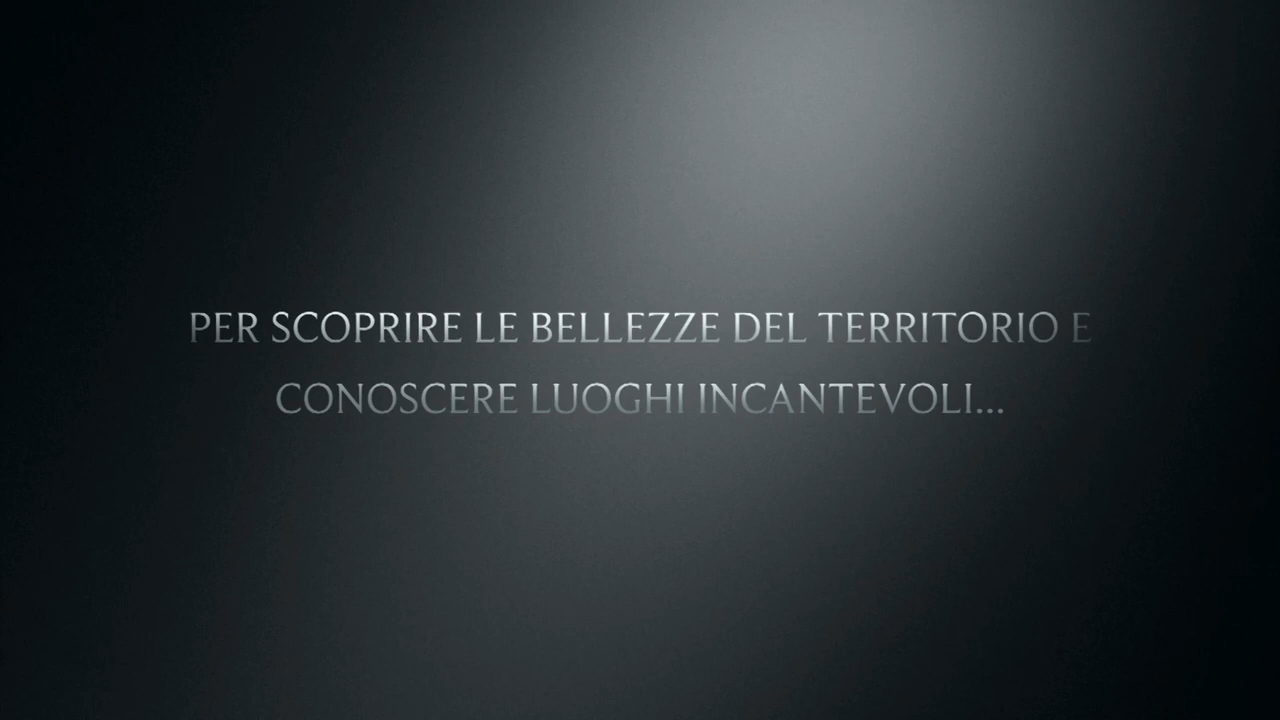 PER SCOPRIRE LE BELLEZZE DEL TERRITORIO E
CONOSCERE LUOGHI INCANTEVOLI...